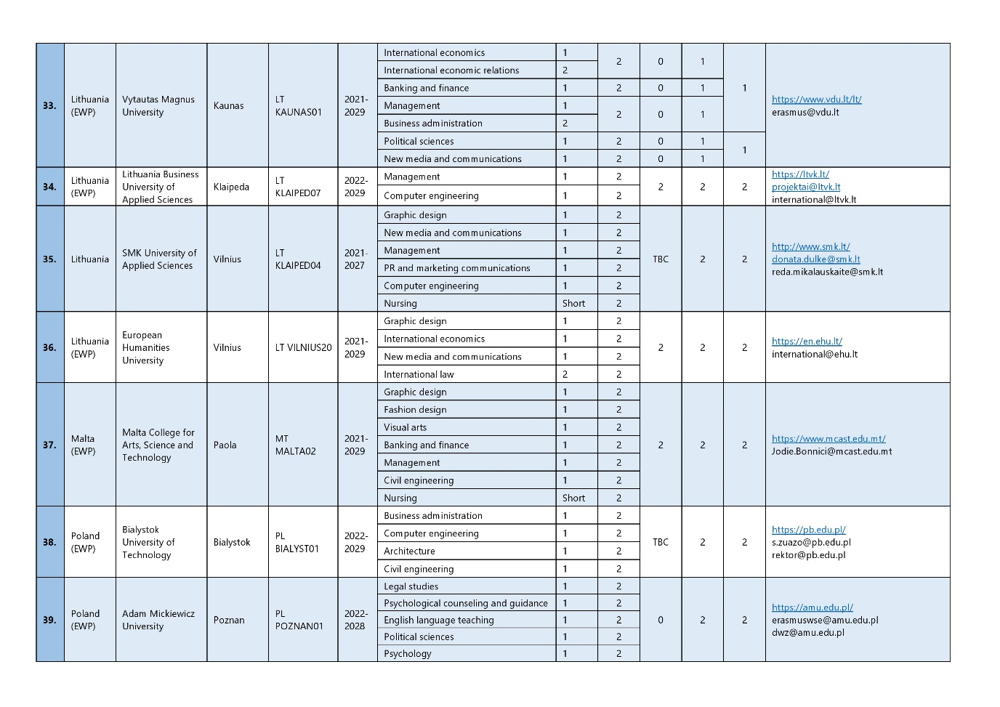 33.
Lithuania
(EWP)
Vytautas Magnus
University
Kaunas
LT
KAUNAS01
2021-
2029
International economics 1 2 0 1 1
International economic relations 2
Banking and finance 1 2 0 1
Management 1 2 0 1
Business administration 2
Political sciences 1 2 0 1 1
New media and communications 1 2 0 1
https://www.vdu.lt/lt/
erasmus@vdu.lt
34.
Lithuania
(EWP)
Lithuania Business
University of
Applied Sciences
Klaipeda
LT
KLAIPED07
2022-
2029
Management 1 2
Computer engineering 1 2
2 2 2
https://ltvk.lt/
projektai@ltvk.lt
international@ltvk.lt
35.
Lithuania
SMK University of
Applied Sciences
Vilnius
LT
KLAIPED04
2021-
2027
Graphic design 1 2
New media and communications 1 2
Management 1 2
PR and marketing communications 1 2
Computer engineering 1 2
Nursing Short 2
TBC 2 2
http://www.smk.lt/
donata.dulke@smk.lt
reda.mikalauskaite@smk.lt
36.
Lithuania
(EWP)
European
Humanities
University
Vilnius
LT VILNIUS20
2021-
2029
Graphic design 1 2
International economics 1 2
New media and communications 1 2
International law 2 2
2 2 2
https://en.ehu.lt/
international@ehu.lt
37.
Malta
(EWP)
Malta College for
Arts, Science and
Technology
Paola
MT
MALTA02
2021-
2029
Graphic design 1 2
Fashion design 1 2
Visual arts 1 2
Banking and finance 1 2
Management 1 2
Civil engineering 1 2
Nursing Short 2
2 2 2
https://www.mcast.edu.mt/
Jodie.Bonnici@mcast.edu.mt
38.
Poland
(EWP)
Bialystok
University of
Technology
Bialystok
PL
BIALYST01
2022-
2029
Business administration 1 2
Computer engineering 1 2
Architecture 1 2
Civil engineering 1 2
TBC 2 2
https://pb.edu.pl/
s.zuazo@pb.edu.pl
rektor@pb.edu.pl
39.
Poland
(EWP)
Adam Mickiewicz
University
Poznan
PL
POZNAN01
2022-
2028
Legal studies 1 2
Psychological counseling and guidance 1 2
English language teaching 1 2
Political sciences 1 2
Psychology 1 2
0 2 2
https://amu.edu.pl/
erasmuswse@amu.edu.pl
dwz@amu.edu.pl